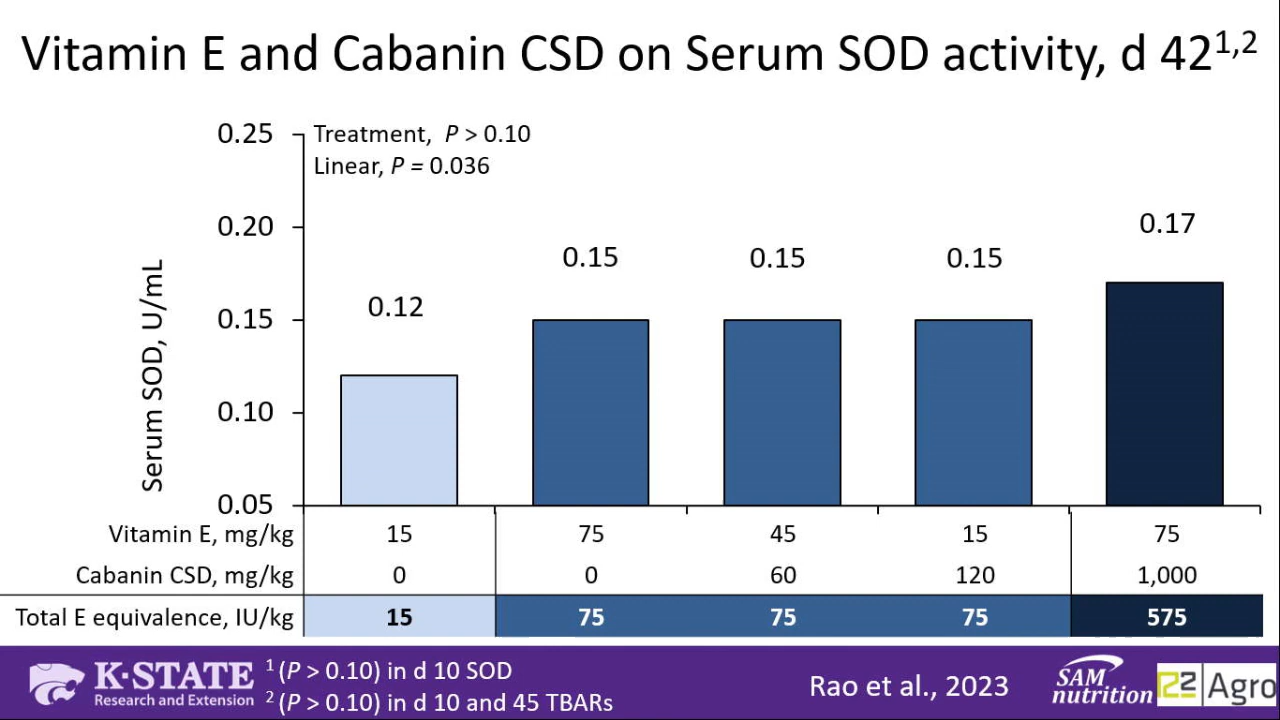 Vitamin E and Cabanin CSD on Serum SOD activity, d 42¹,²
Serum SOD, U/mL
0.25
0.20
0.15
0.10
0.05
Treatment, P > 0.10
Linear, P = 0.036
0.12
0.15
0.15
0.15
0.17
Vitamin E, mg/kg 15 75 45 15 75
Cabanin CSD, mg/kg 0 0 60 120 1,000
Total E equivalence, IU/kg 15 75 75 75 575
K·STATE
Research and Extension
¹ (P > 0.10) in d 10 SOD
² (P > 0.10) in d 10 and 45 TBARs
Rao et al., 2023
SAM
nutrition
22 Agro